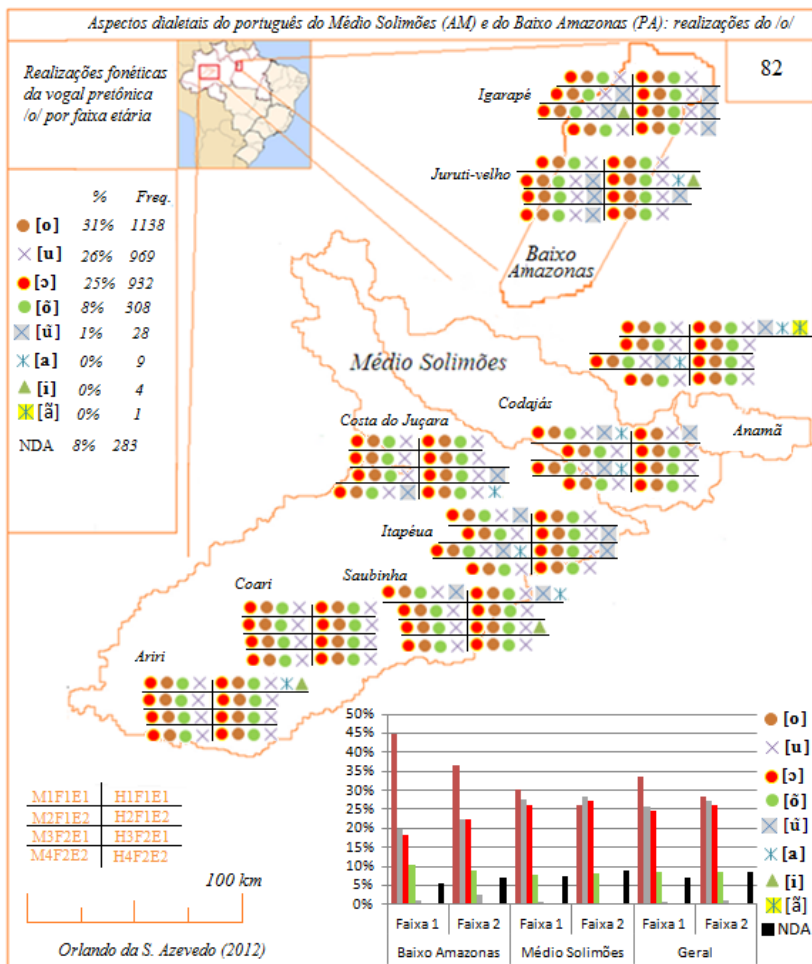 Aspectos dialetais do português do Médio Solimões (AM) e do Baixo Amazonas (PA): realizações do /o/
Realizações fonéticas
da vogal pretônica
/o/ por faixa etária
82
Igarapé
Juruti-velho
Baixo
Amazonas
% Freq.
[o] 31% 1138
[u] 26% 969
[ɔ] 25% 932
[õ] 8% 308
[ũ] 1% 28
[a] 0% 9
[i] 0% 4
[ã] 0% 1
NDA 8% 283
Médio Solimões
Codajás
Anamã
Costa do Juçara
Itapéua
Saubinha
Coari
Ariri
M1F1E1 H1F1E1
M2F1E2 H2F1E2
M3F2E1 H3F2E1
M4F2E2 H4F2E2
100 km
Orlando da S. Azevedo (2012)
50%
45%
40%
35%
30%
25%
20%
15%
10%
5%
0%
Faixa 1 Faixa 2 Faixa 1 Faixa 2 Faixa 1 Faixa 2
Baixo Amazonas Médio Solimões Geral
[o]
[u]
[ɔ]
[õ]
[ũ]
[a]
[i]
[ã]
NDA